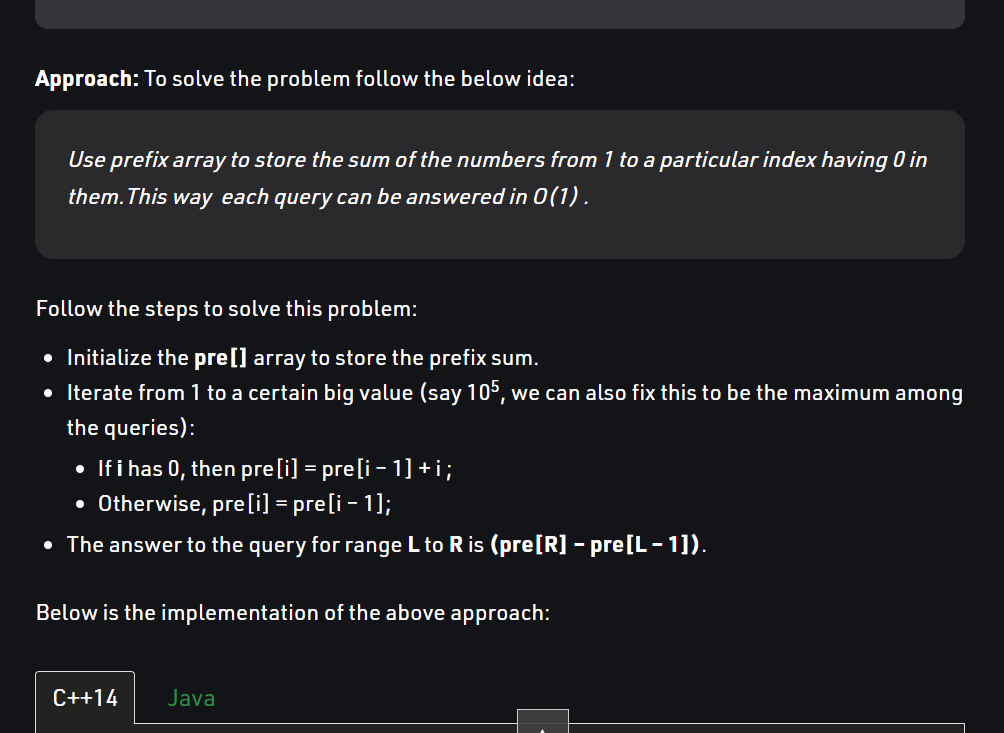 Approach: To solve the problem follow the below idea:
Use prefix array to store the sum of the numbers from 1 to a particular index having 0 in
them.This way  each query can be answered in O(1) .
Follow the steps to solve this problem:
• Initialize the pre[] array to store the prefix sum.
• Iterate from 1 to a certain big value (say 10⁵, we can also fix this to be the maximum among
the queries):
• If i has 0, then pre[i] = pre[i – 1] + i ;
• Otherwise, pre[i] = pre[i – 1];
• The answer to the query for range L to R is (pre[R] – pre[L – 1]).
Below is the implementation of the above approach:
C++14 Java